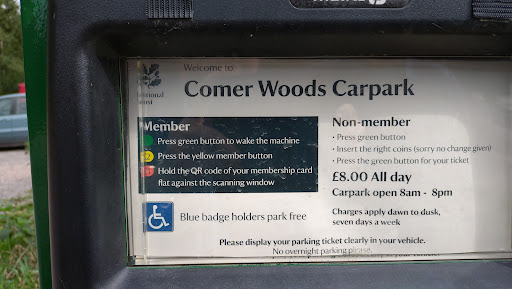 Welcome to
Comer Woods Carpark
National
Trust
Member
Press green button to wake the machine
2 Press the yellow member button
Hold the QR code of your membership card
flat against the scanning window
Blue badge holders park free
Non-member
• Press green button
• Insert the right coins (sorry no change given)
• Press the green button for your ticket
£8.00 All day
Carpark open 8am - 8pm
Charges apply dawn to dusk,
seven days a week
Please display your parking ticket clearly in your vehicle.
No overnight parking please.